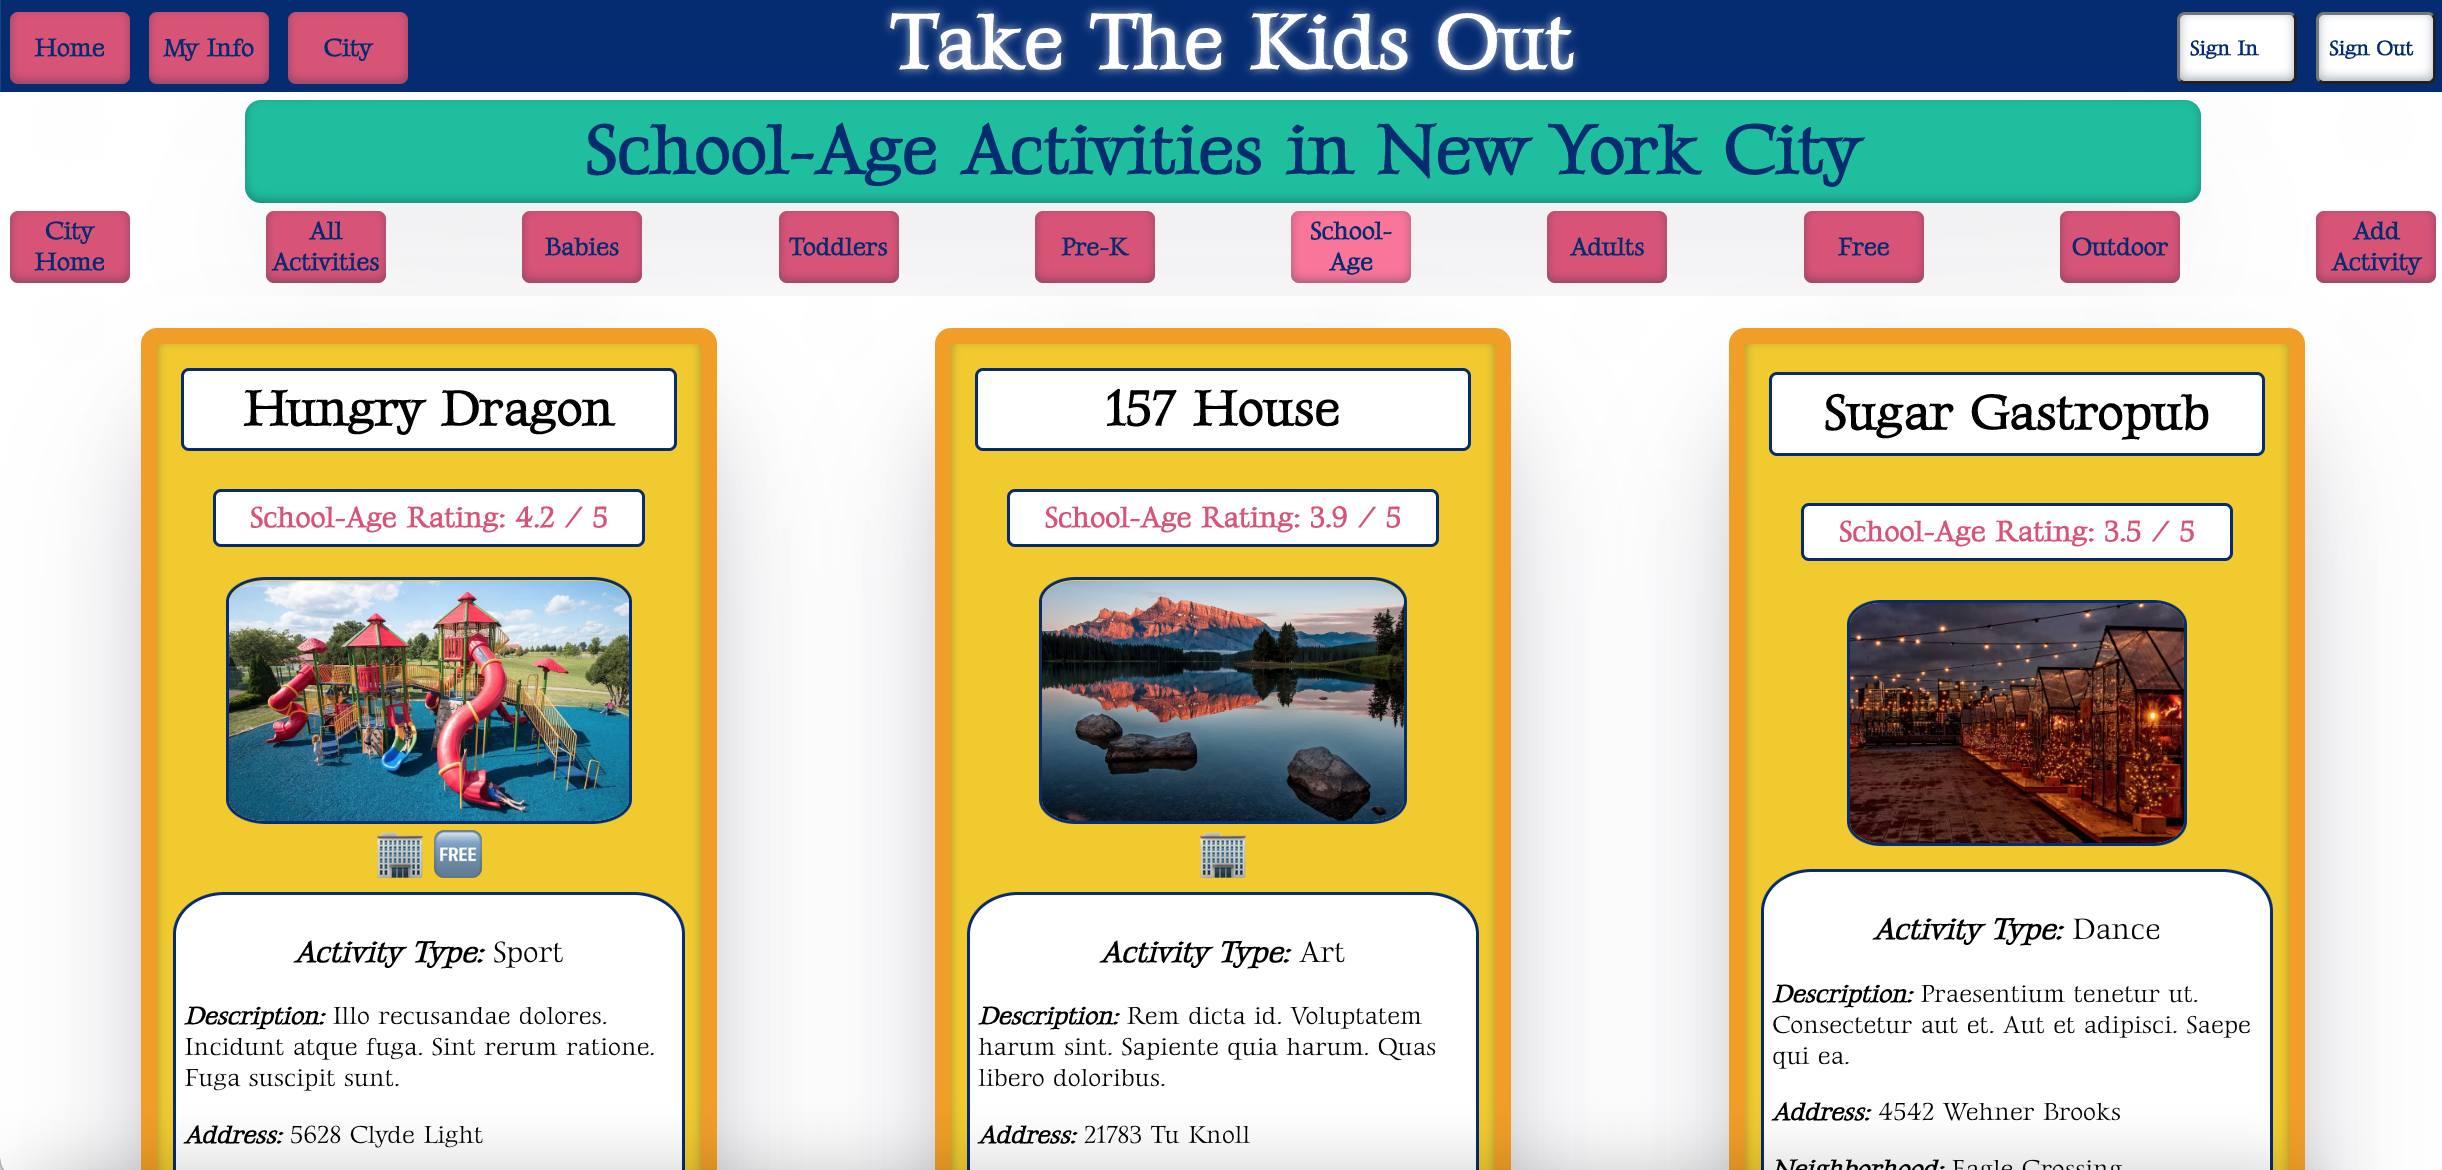 Home
My Info
City
Take The Kids Out
Sign In
Sign Out
School-Age Activities in New York City
City
Home
All
Activities
Babies
Toddlers
Pre-K
School-
Age
Adults
Free
Outdoor
Add
Activity
Hungry Dragon
School-Age Rating: 4.2 / 5
FREE
Activity Type: Sport
Description: Illo recusandae dolores.
Incidunt atque fuga. Sint rerum ratione.
Fuga suscipit sunt.
Address: 5628 Clyde Light
157 House
School-Age Rating: 3.9 / 5
Activity Type: Art
Description: Rem dicta id. Voluptatem
harum sint. Sapiente quia harum. Quas
libero doloribus.
Address: 21783 Tu Knoll
Sugar Gastropub
School-Age Rating: 3.5 / 5
Activity Type: Dance
Description: Praesentium tenetur ut.
Consectetur aut et. Aut et adipisci. Saepe
qui ea.
Address: 4542 Wehner Brooks
Neighborhood: Eagle Crossing